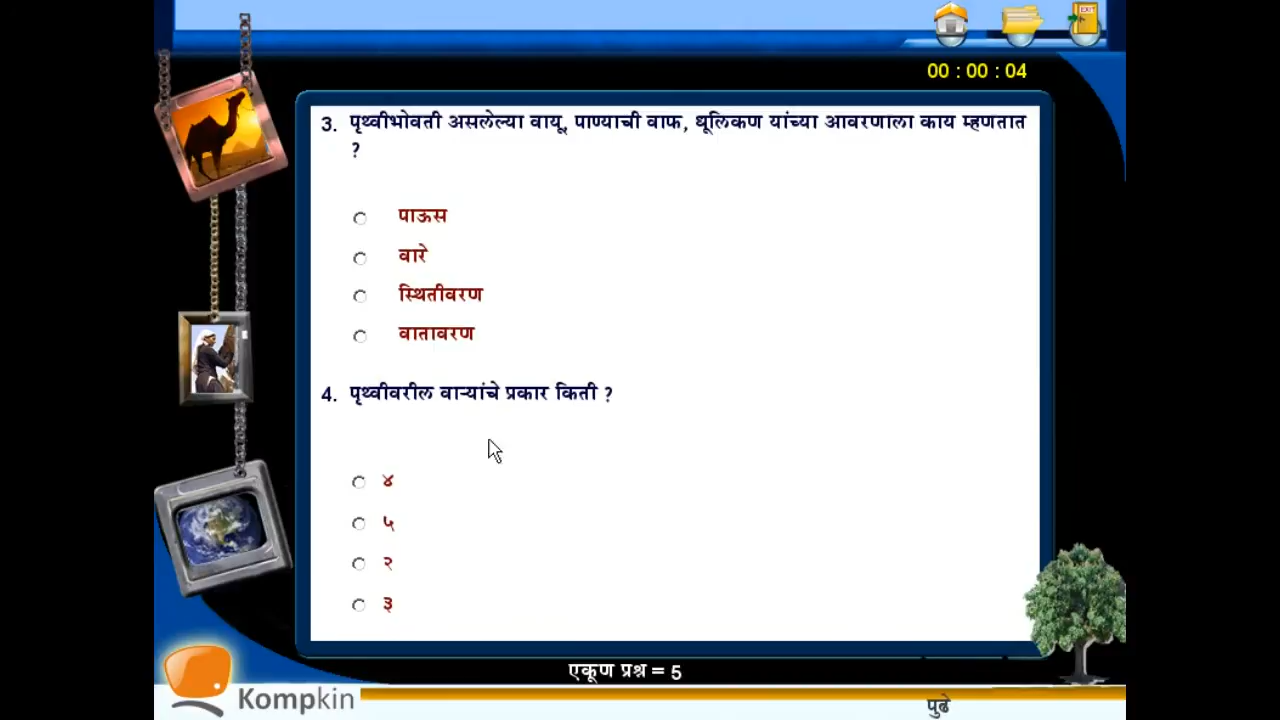 EXIT
00 : 00 : 04
3. पृथ्वीभोवती असलेल्या वायू, पाण्याची वाफ, धूलिकण यांच्या आवरणाला काय म्हणतात
?
पाऊस
वारे
स्थितीवरण
वातावरण
4. पृथ्वीवरील वाऱ्यांचे प्रकार किती ?
४
५
२
३
एकूण प्रश्न = 5
Kompkin
पुढे